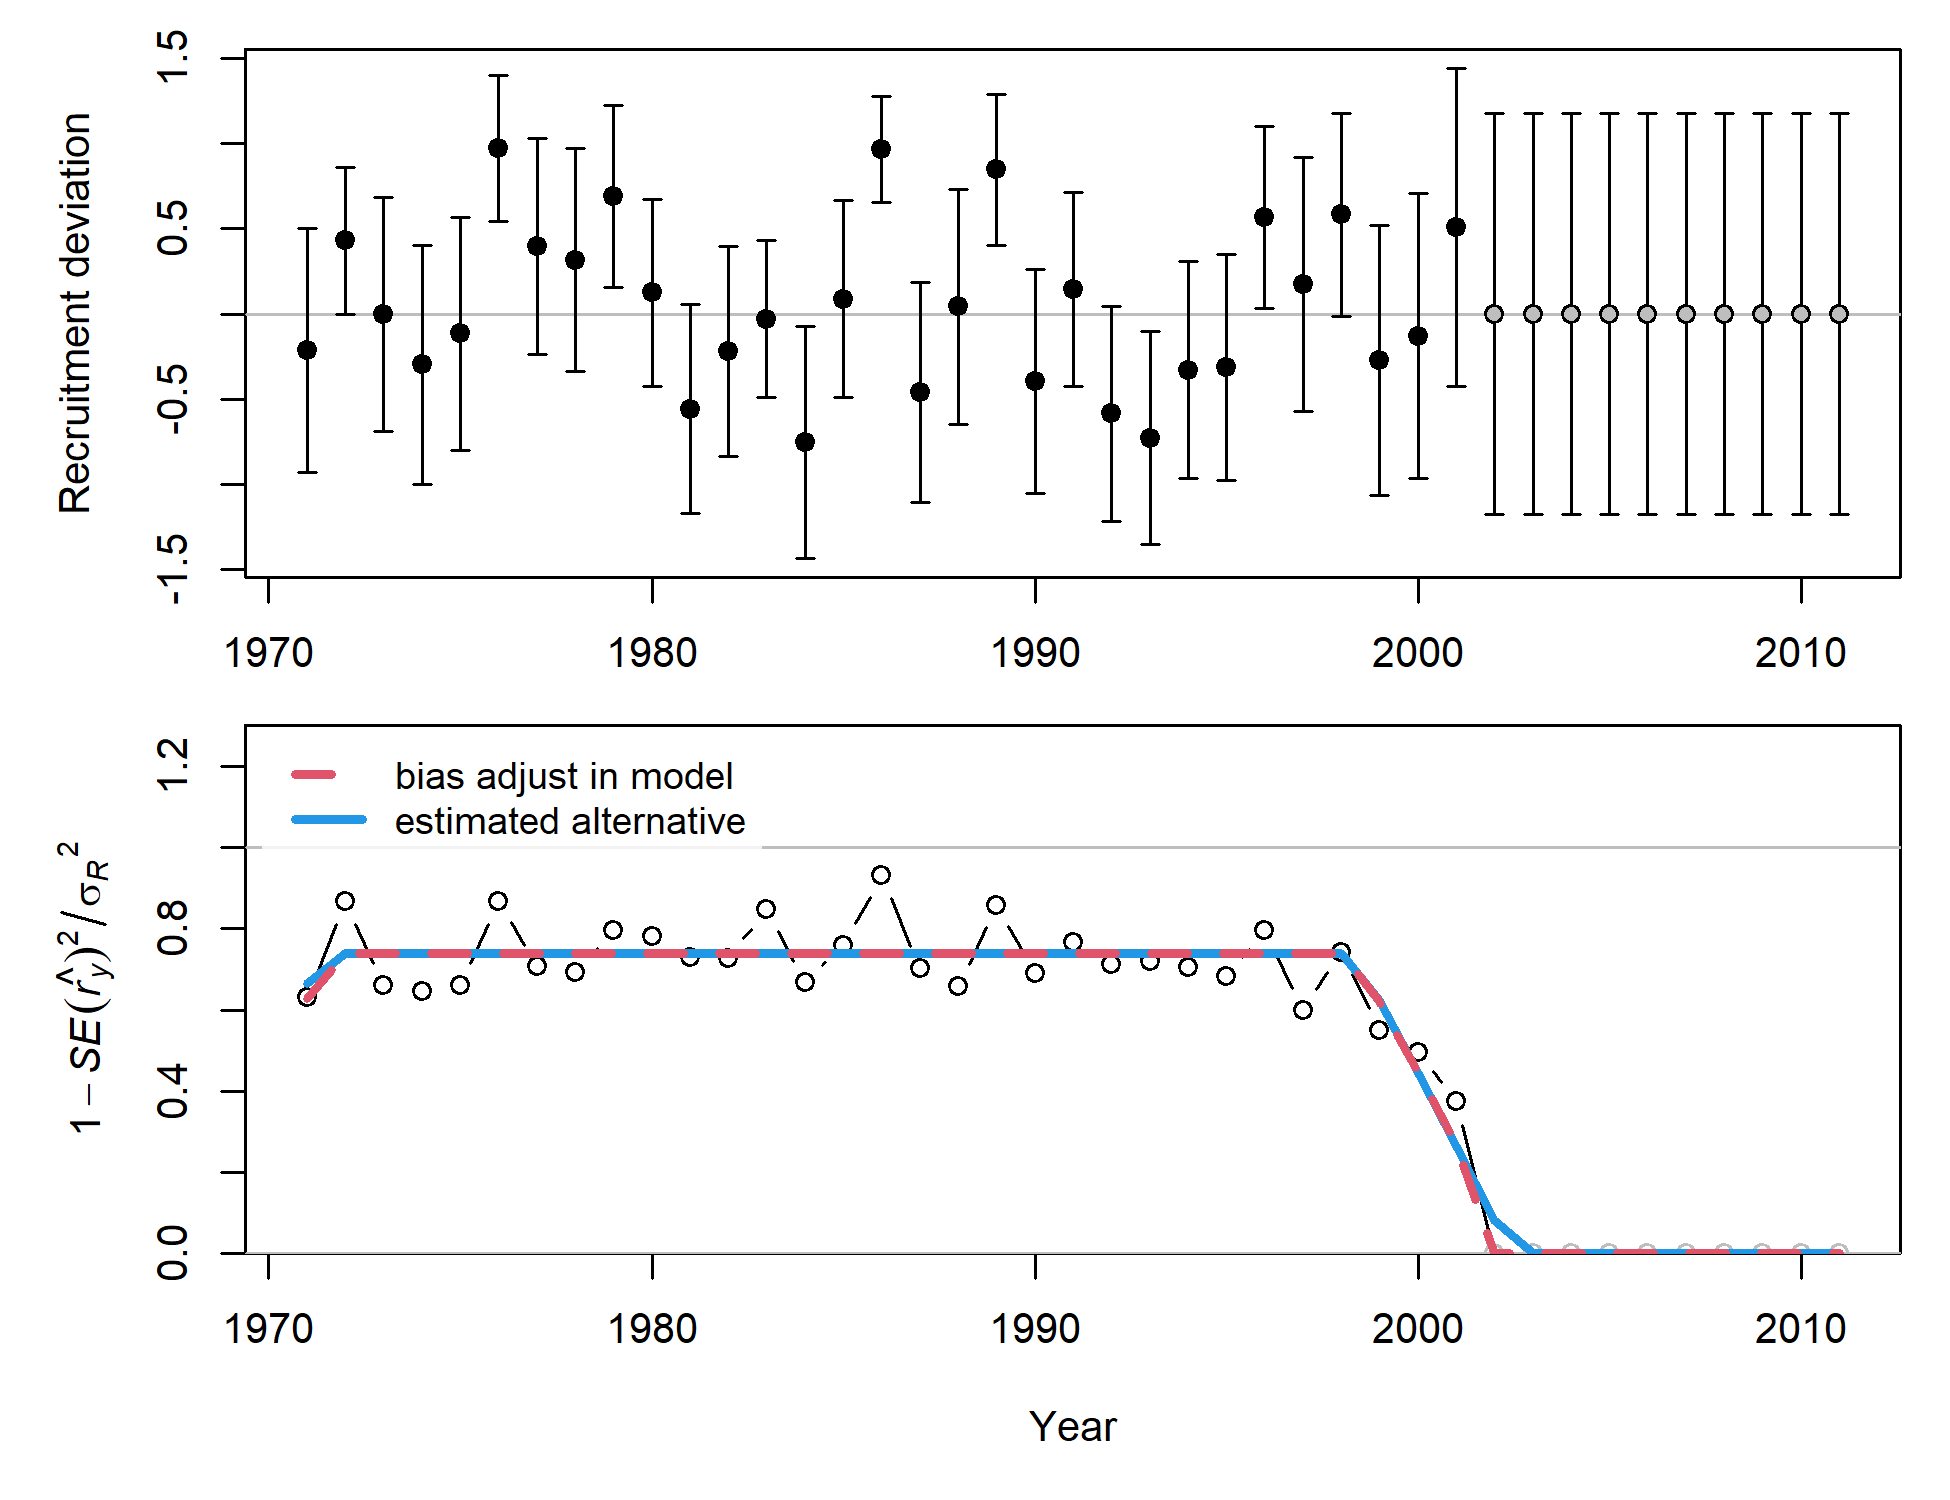 Recruitment deviation
1.5
0.5
-0.5
-1.5
1970 1980 1990 2000 2010
bias adjust in model
estimated alternative
1 − SE(r̂y)² / σR²
1.2
0.8
0.4
0.0
1970 1980 1990 2000 2010
Year